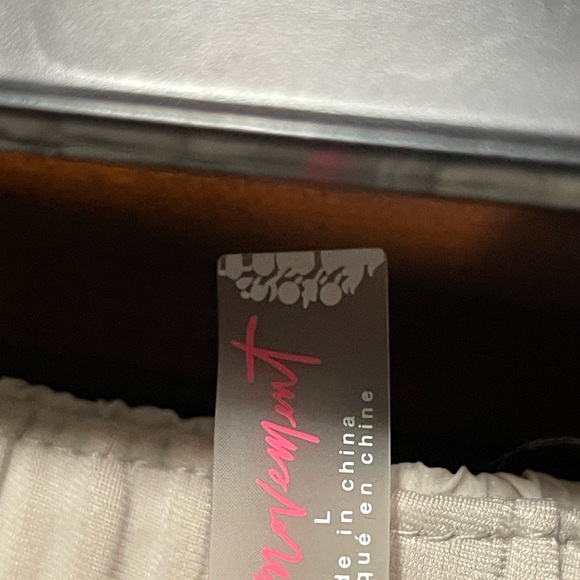 movement
L
de in china
qué en chine